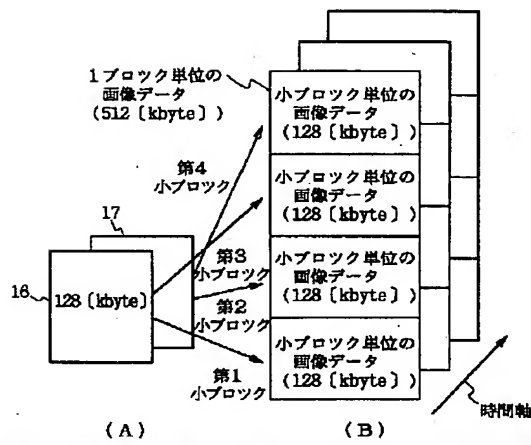 1ブロック単位の
画像データ
(512〔kbyte〕)
小ブロック単位の
画像データ
(128〔kbyte〕)
第4
小ブロック
小ブロック単位の
画像データ
(128〔kbyte〕)
17
第3
小ブロック
小ブロック単位の
画像データ
(128〔kbyte〕)
16
128〔kbyte〕
第2
小ブロック
小ブロック単位の
画像データ
(128〔kbyte〕)
第1
小ブロック
時間軸
(A)
(B)